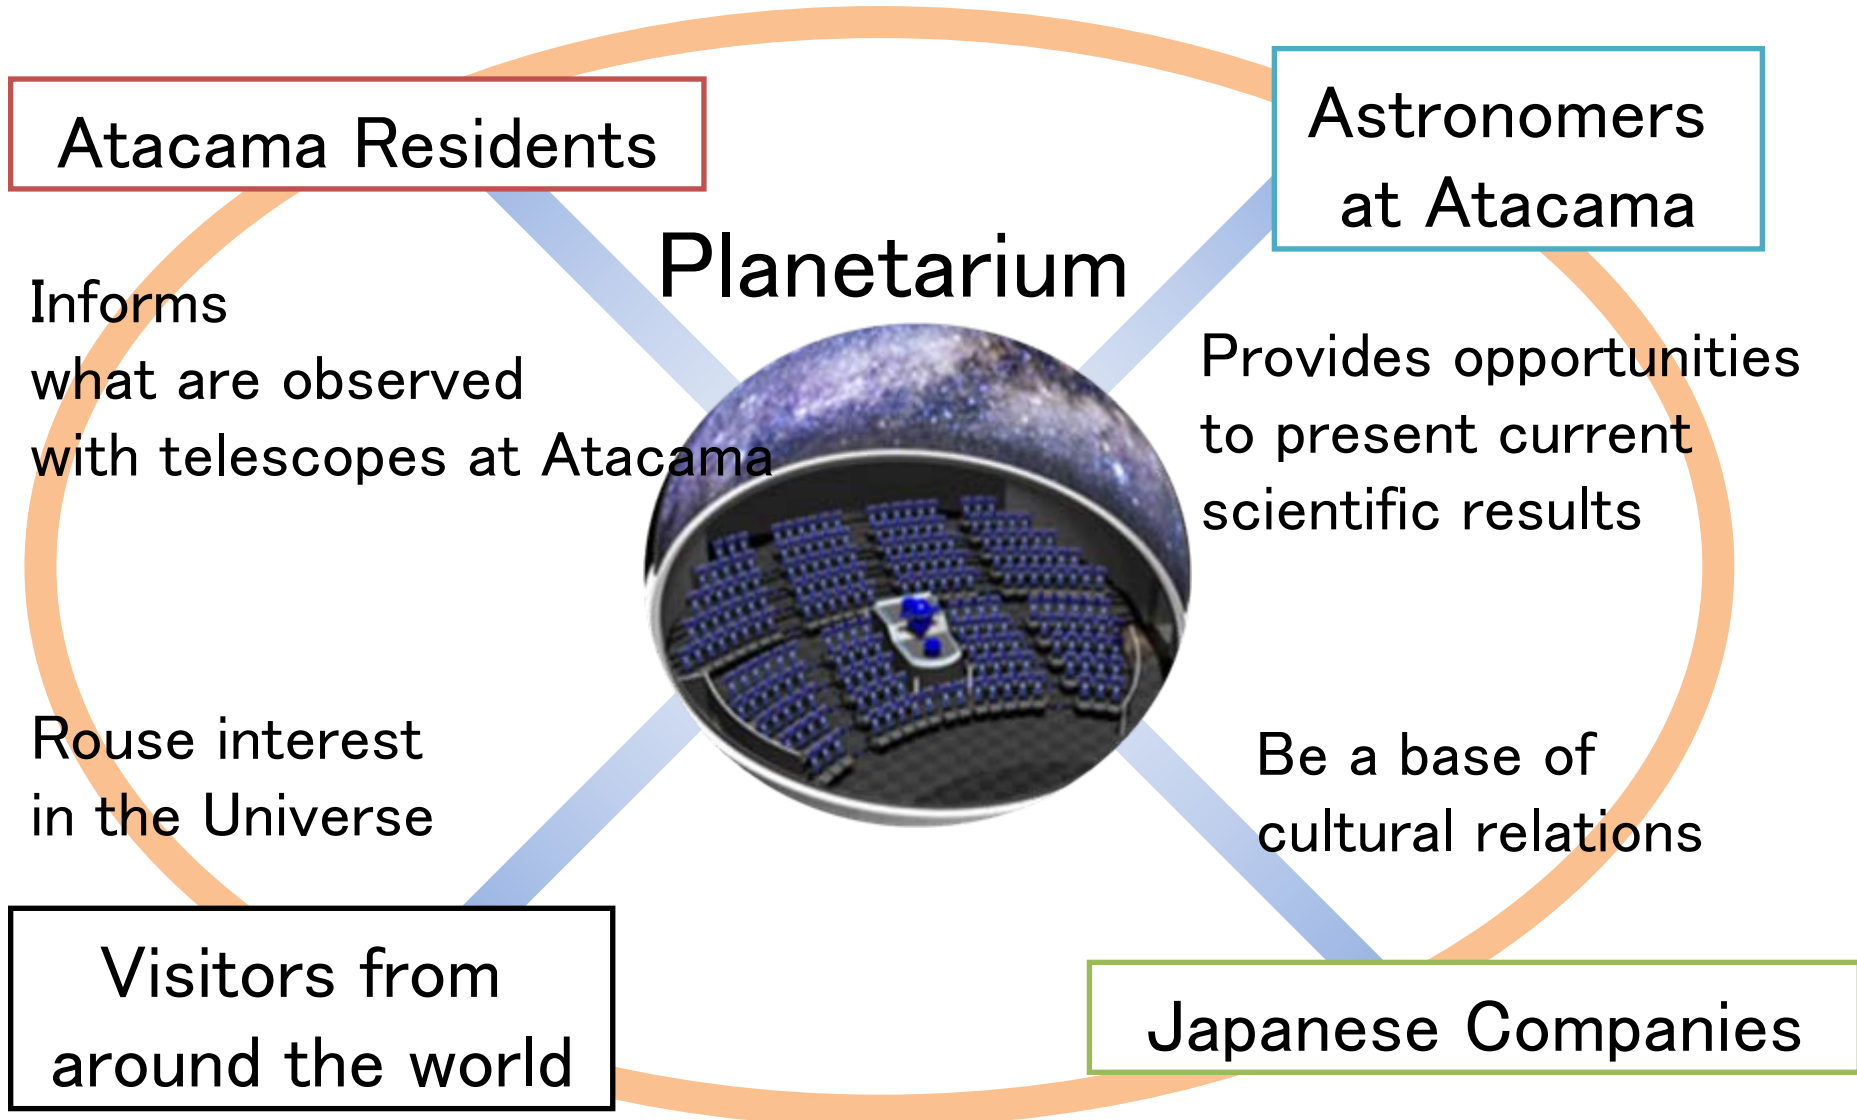 Atacama Residents
Astronomers
at Atacama
Planetarium
Informs
what are observed
with telescopes at Atacama
Provides opportunities
to present current
scientific results
Rouse interest
in the Universe
Be a base of
cultural relations
Visitors from
around the world
Japanese Companies